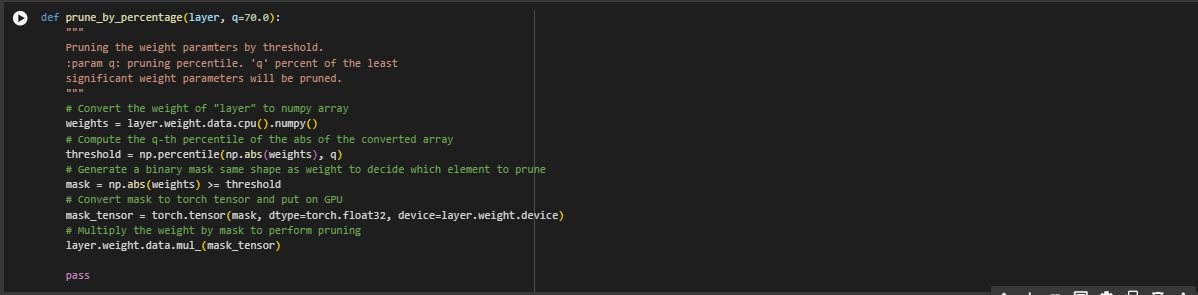 def prune_by_percentage(layer, q=70.0):
    """
    Pruning the weight paramters by threshold.
    :param q: pruning percentile. 'q' percent of the least
    significant weight parameters will be pruned.
    """
    # Convert the weight of "layer" to numpy array
    weights = layer.weight.data.cpu().numpy()
    # Compute the q-th percentile of the abs of the converted array
    threshold = np.percentile(np.abs(weights), q)
    # Generate a binary mask same shape as weight to decide which element to prune
    mask = np.abs(weights) >= threshold
    # Convert mask to torch tensor and put on GPU
    mask_tensor = torch.tensor(mask, dtype=torch.float32, device=layer.weight.device)
    # Multiply the weight by mask to perform pruning
    layer.weight.data.mul_(mask_tensor)
    pass